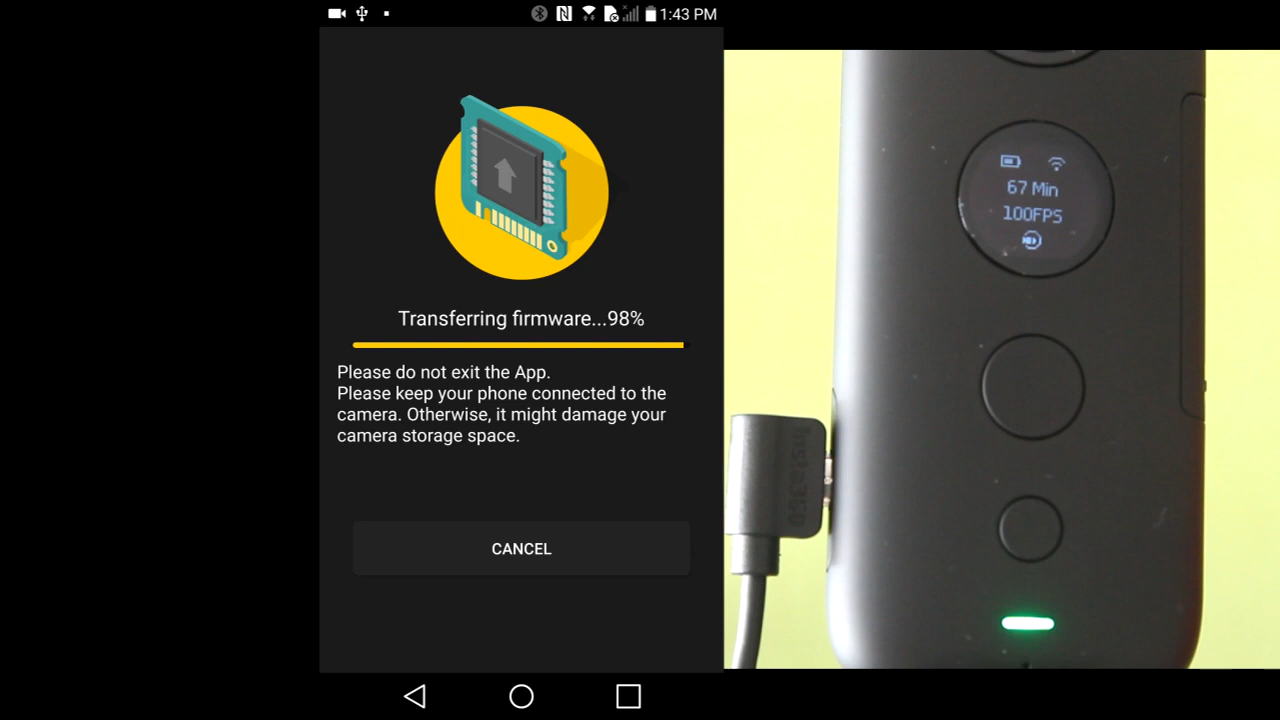 1:43 PM
Transferring firmware...98%
Please do not exit the App.
Please keep your phone connected to the
camera. Otherwise, it might damage your
camera storage space.
CANCEL
67 Min
100FPS
Insta360